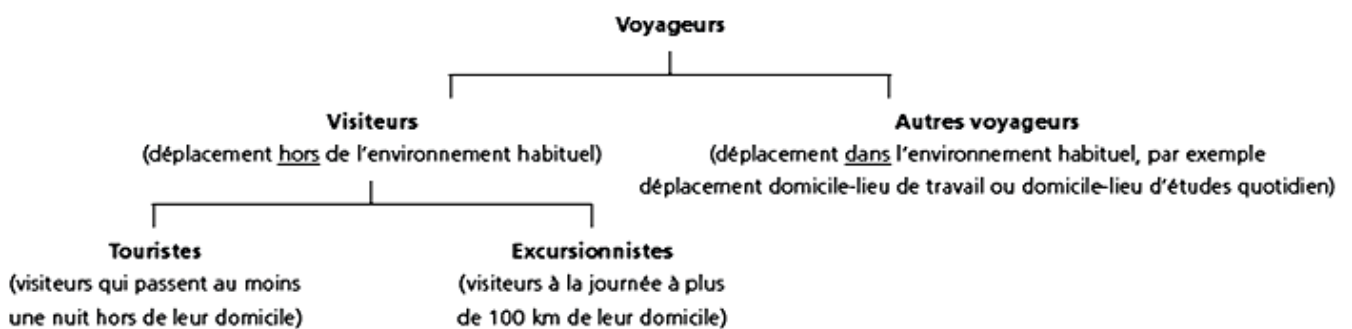 Voyageurs
Visiteurs
(déplacement hors de l'environnement habituel)
Autres voyageurs
(déplacement dans l'environnement habituel, par exemple
déplacement domicile-lieu de travail ou domicile-lieu d'études quotidien)
Touristes
(visiteurs qui passent au moins
une nuit hors de leur domicile)
Excursionnistes
(visiteurs à la journée à plus
de 100 km de leur domicile)